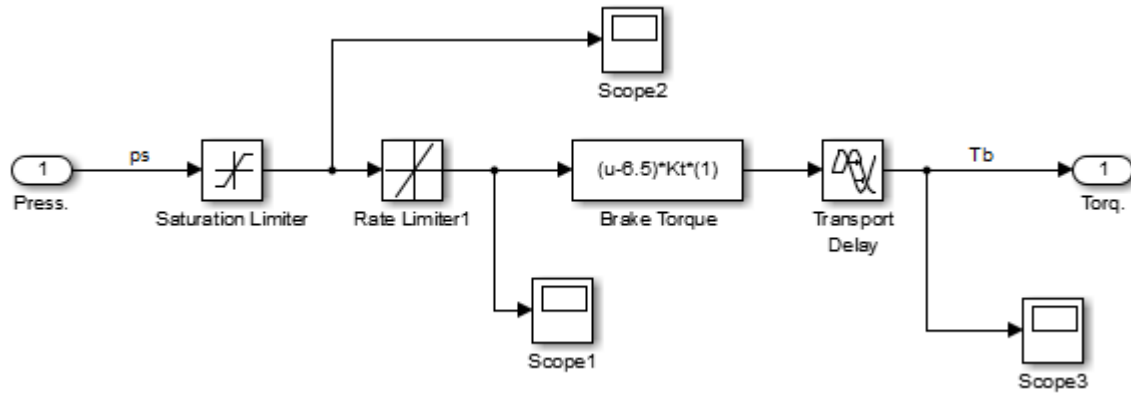 Scope2
ps
1
Press.
Saturation Limiter
Rate Limiter1
(u-6.5)*Kt*(1)
Brake Torque
Transport
Delay
Tb
1
Torq.
Scope1
Scope3